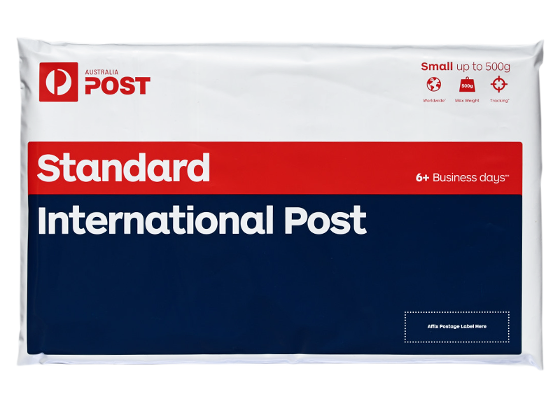 AUSTRALIA
POST
Small up to 500g
Worldwide*
Max Weight
500g
Tracking*
Standard
6+ Business days**
International Post
Affix Postage Label Here